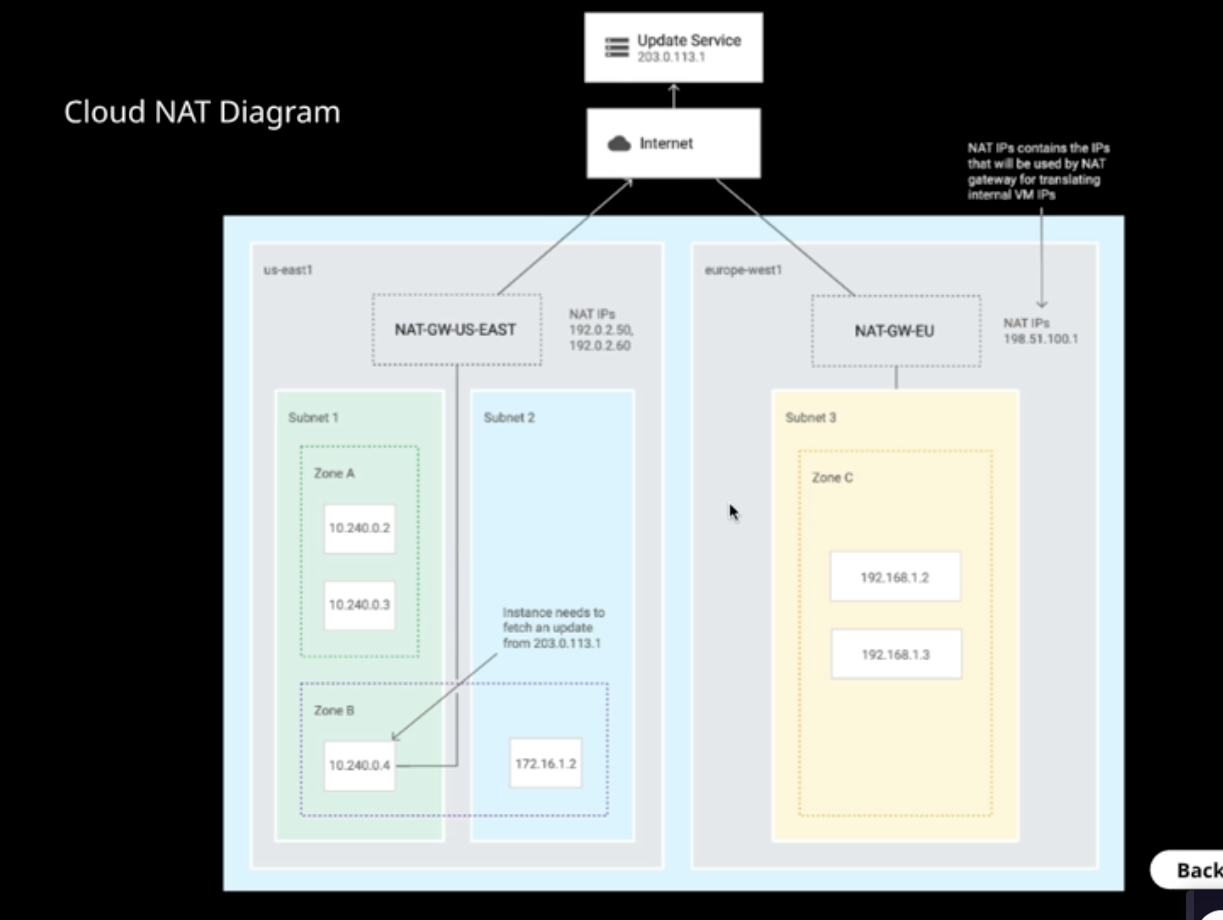 Update Service
203.0.113.1
Cloud NAT Diagram
Internet
NAT IPs contains the IPs
that will be used by NAT
gateway for translating
internal VM IPs
us-east1
NAT-GW-US-EAST
NAT IPs
192.0.2.50,
192.0.2.60
Subnet 1
Subnet 2
Zone A
10.240.0.2
10.240.0.3
Instance needs to
fetch an update
from 203.0.113.1
Zone B
10.240.0.4
172.16.1.2
europe-west1
NAT-GW-EU
NAT IPs
198.51.100.1
Subnet 3
Zone C
192.168.1.2
192.168.1.3
Back